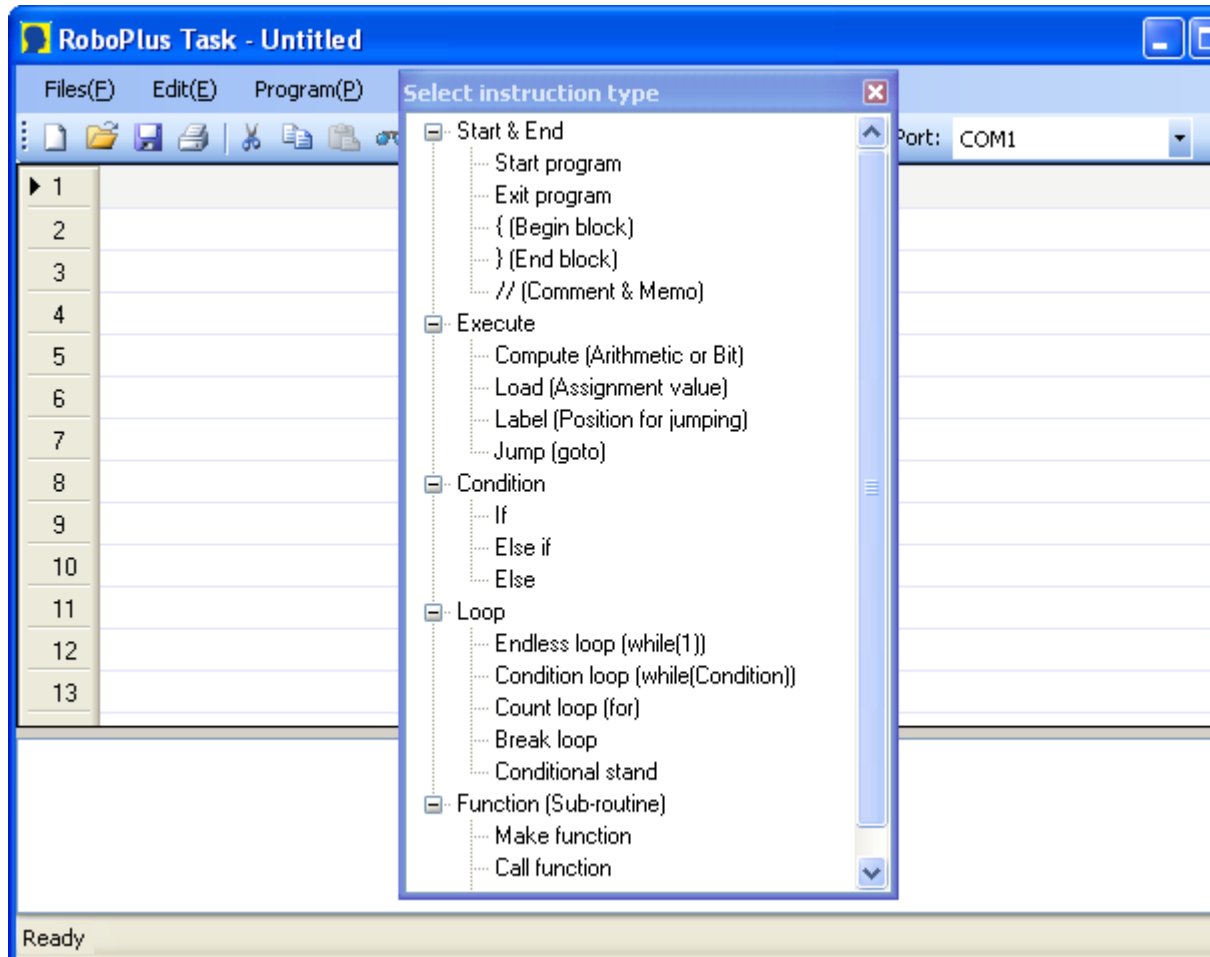 RoboPlus Task - Untitled
Files(F) Edit(E) Program(P)
Select instruction type
Port: COM1
Start & End
Start program
Exit program
{ (Begin block)
} (End block)
// (Comment & Memo)
Execute
Compute (Arithmetic or Bit)
Load (Assignment value)
Label (Position for jumping)
Jump (goto)
Condition
If
Else if
Else
Loop
Endless loop (while(1))
Condition loop (while(Condition))
Count loop (for)
Break loop
Conditional stand
Function (Sub-routine)
Make function
Call function
1
2
3
4
5
6
7
8
9
10
11
12
13
Ready